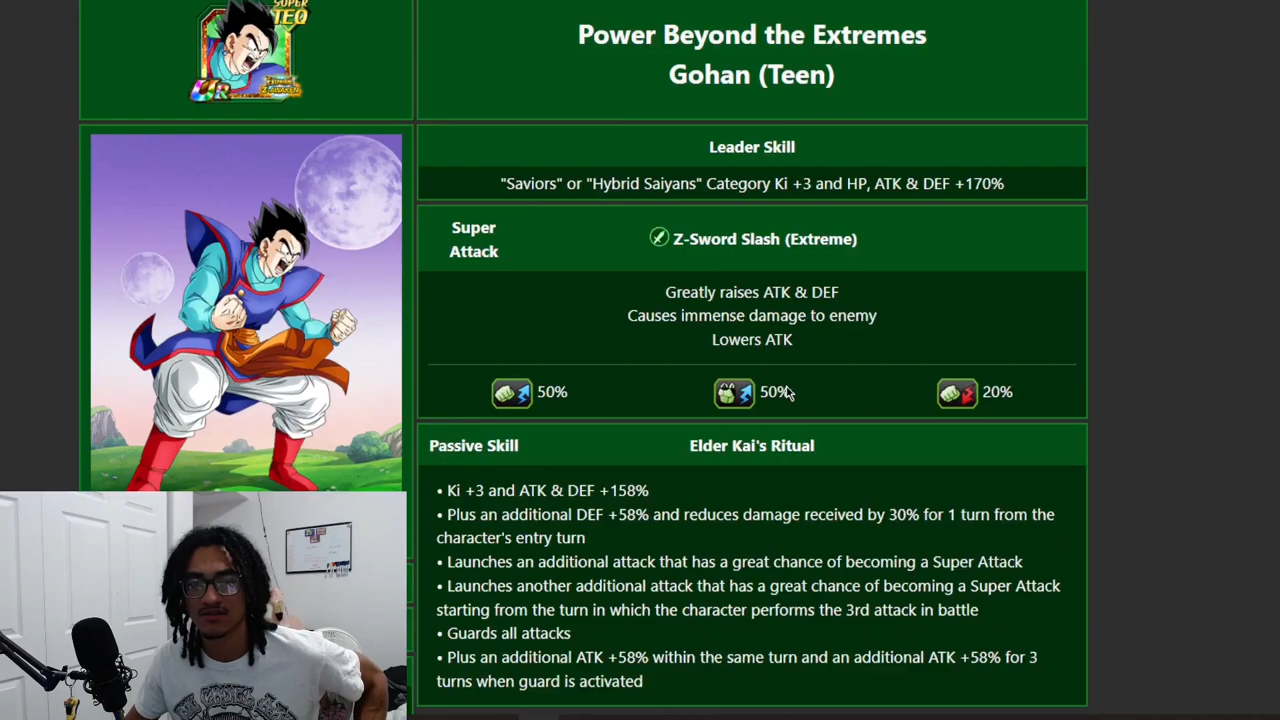 SUPER
TEQ
UR
Z-AWAKEN
Power Beyond the Extremes
Gohan (Teen)
Leader Skill
"Saviors" or "Hybrid Saiyans" Category Ki +3 and HP, ATK & DEF +170%
Super
Attack
Z-Sword Slash (Extreme)
Greatly raises ATK & DEF
Causes immense damage to enemy
Lowers ATK
50%
50%
20%
Passive Skill
Elder Kai's Ritual
• Ki +3 and ATK & DEF +158%
• Plus an additional DEF +58% and reduces damage received by 30% for 1 turn from the
character's entry turn
• Launches an additional attack that has a great chance of becoming a Super Attack
• Launches another additional attack that has a great chance of becoming a Super Attack
starting from the turn in which the character performs the 3rd attack in battle
• Guards all attacks
• Plus an additional ATK +58% within the same turn and an additional ATK +58% for 3
turns when guard is activated